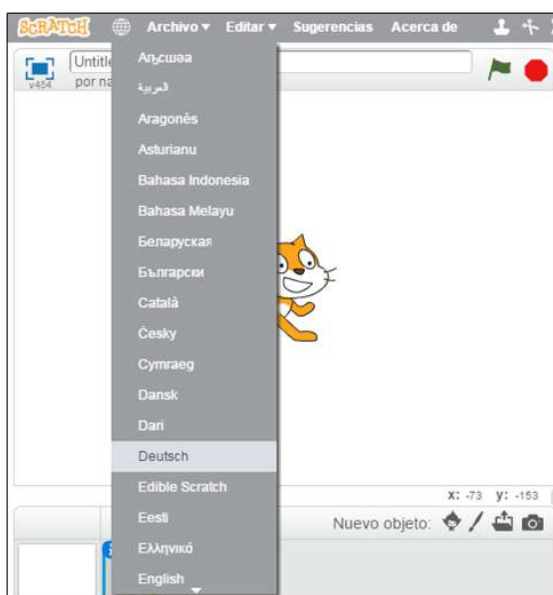 SCRATCH Archivo Editar Sugerencias Acerca de
Untitle
por na
v454
Аҧсшәа
العربية
Aragonés
Asturianu
Bahasa Indonesia
Bahasa Melayu
Беларуская
Български
Català
Česky
Cymraeg
Dansk
Dari
Deutsch
Edible Scratch
Eesti
Ελληνικά
English
x: -73 y: -153
Nuevo objeto: